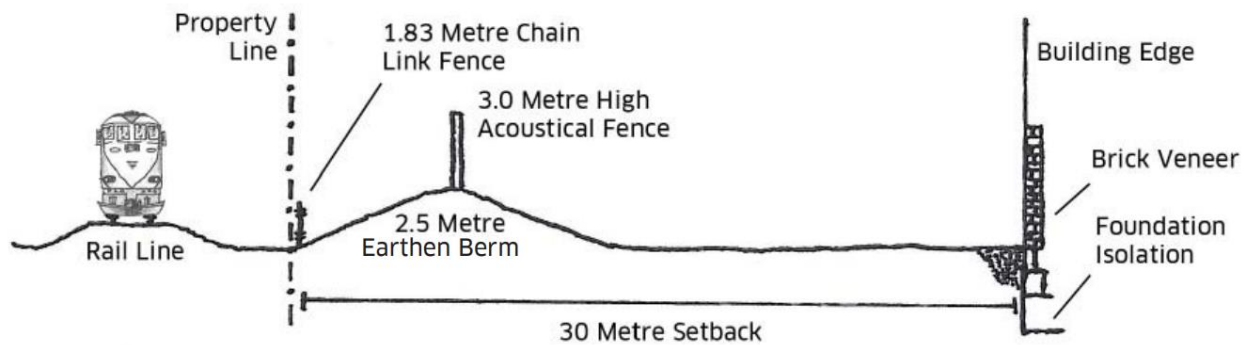 Property
Line
1.83 Metre Chain
Link Fence
3.0 Metre High
Acoustical Fence
Building Edge
Brick Veneer
Foundation
Isolation
Rail Line
2.5 Metre
Earthen Berm
30 Metre Setback